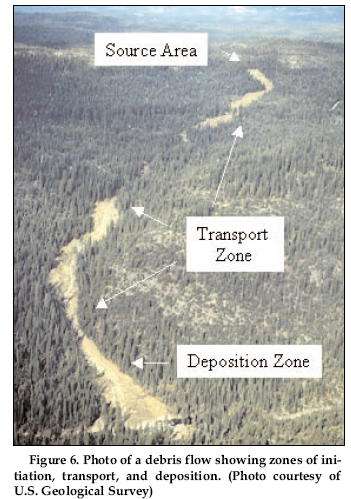 Source Area
Transport
Zone
Deposition Zone
Figure 6. Photo of a debris flow showing zones of ini-
tiation, transport, and deposition. (Photo courtesy of
U.S. Geological Survey)